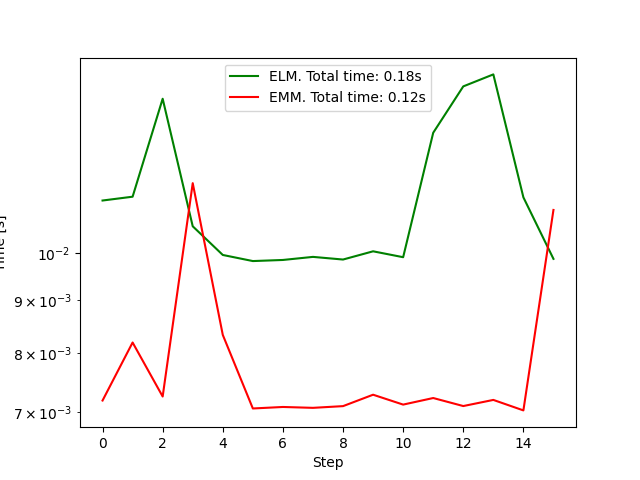 ELM. Total time: 0.18s
EMM. Total time: 0.12s
10⁻²
9 × 10⁻³
8 × 10⁻³
7 × 10⁻³
0 2 4 6 8 10 12 14
Step